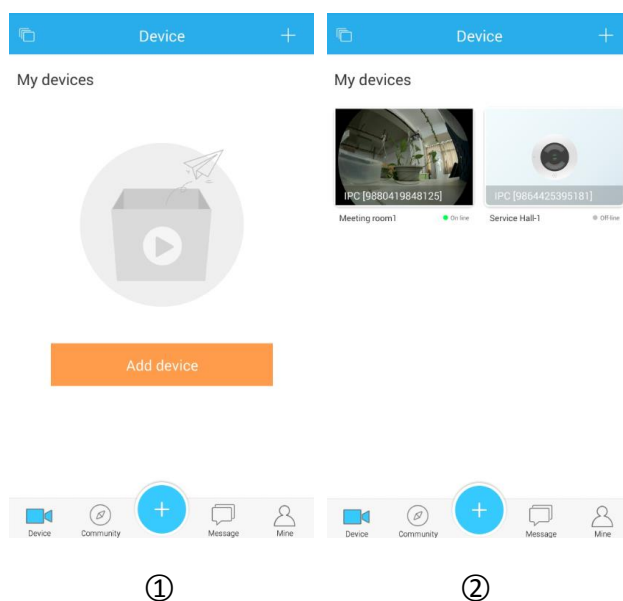 Device
My devices
Add device
Device Community Message Mine
①
Device
My devices
IPC [9880419848125]
Meeting room1 On line
IPC [9864425395181]
Service Hall-1 Off-line
Device Community Message Mine
②